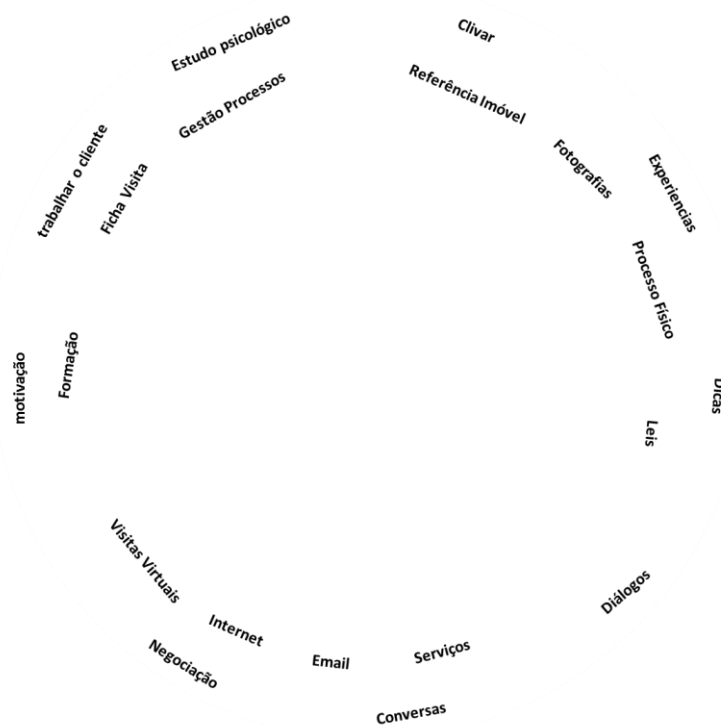 Estudo psicológico
Clivar
Gestão Processos
Referência Imóvel
trabalhar o cliente
Ficha Visita
Fotografias
Experiencias
Processo Físico
motivação
Formação
Dicas
Leis
Visitas Virtuais
Diálogos
Internet
Negociação
Email
Serviços
Conversas